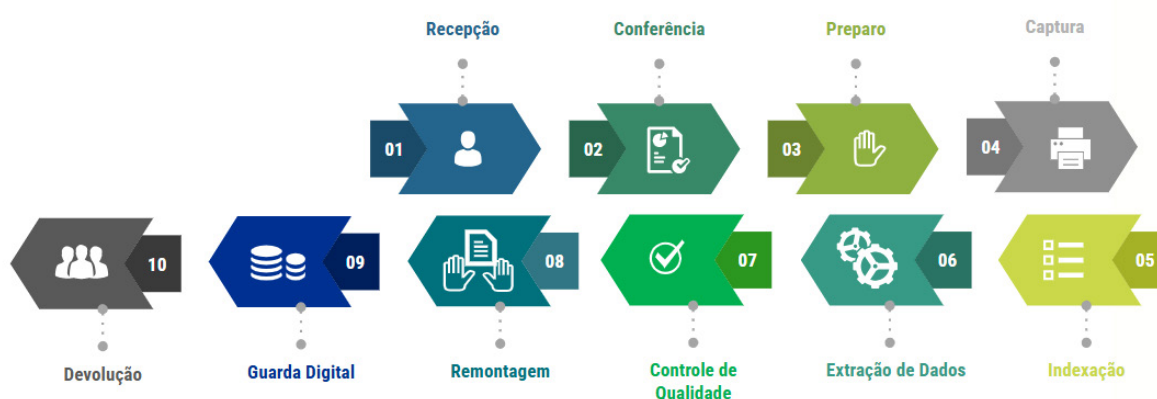 Recepção
Conferência
Preparo
Captura
01
02
03
04
10
09
08
07
06
05
Devolução
Guarda Digital
Remontagem
Controle de
Qualidade
Extração de Dados
Indexação